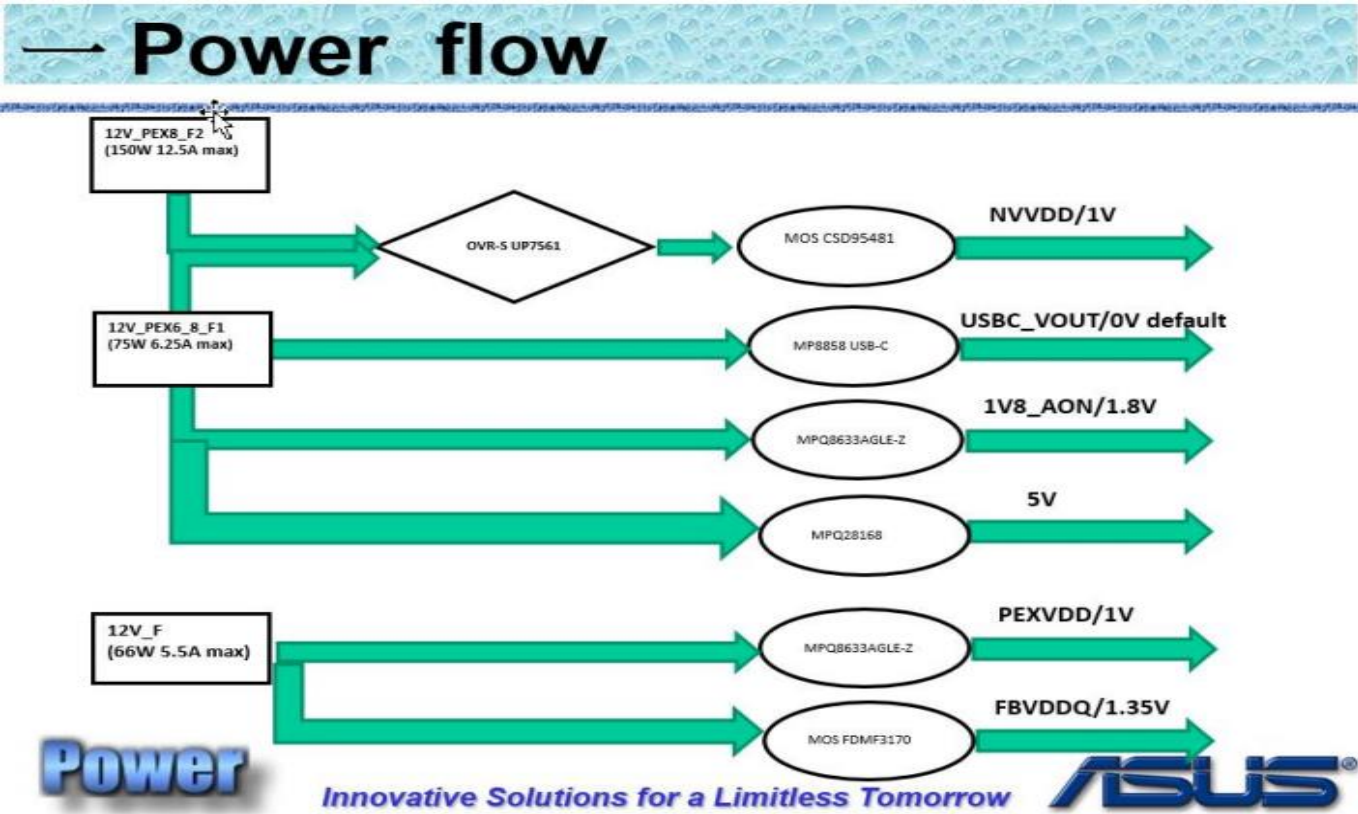 Power flow
12V_PEX8_F2
(150W 12.5A max)
OVR-S UP7561
MOS CSD95481
NVVDD/1V
12V_PEX6_8_F1
(75W 6.25A max)
MP8858 USB-C
USBC_VOUT/0V default
MPQ8633AGLE-Z
1V8_AON/1.8V
MPQ28168
5V
12V_F
(66W 5.5A max)
MPQ8633AGLE-Z
PEXVDD/1V
MOS FDMF3170
FBVDDQ/1.35V
Power
Innovative Solutions for a Limitless Tomorrow
ASUS®